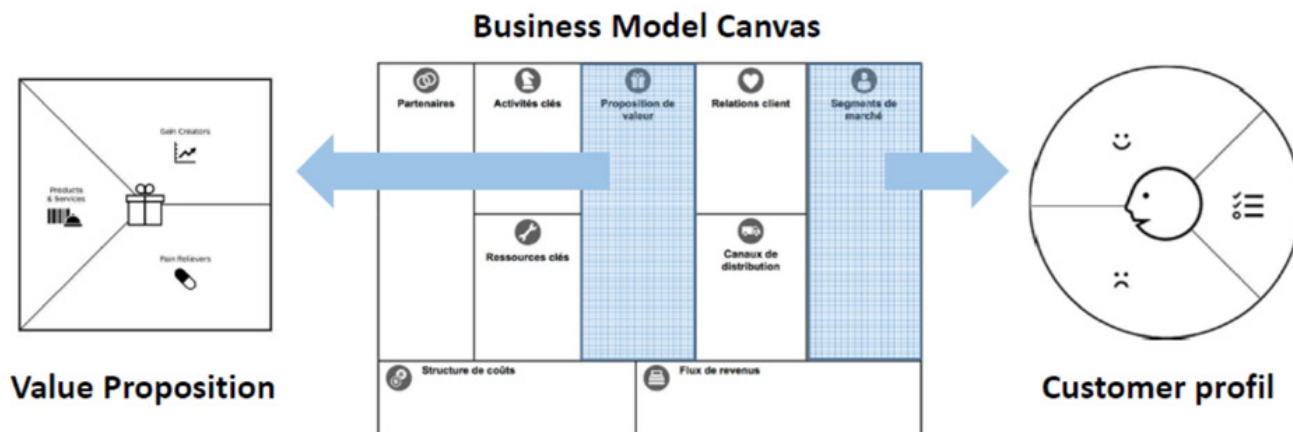 Business Model Canvas
Gain Creators
Products
& Services
Pain Relievers
Value Proposition
Partenaires
Activités clés
Proposition de
valeur
Relations client
Segments de
marché
Ressources clés
Canaux de
distribution
Structure de coûts
Flux de revenus
Customer profil